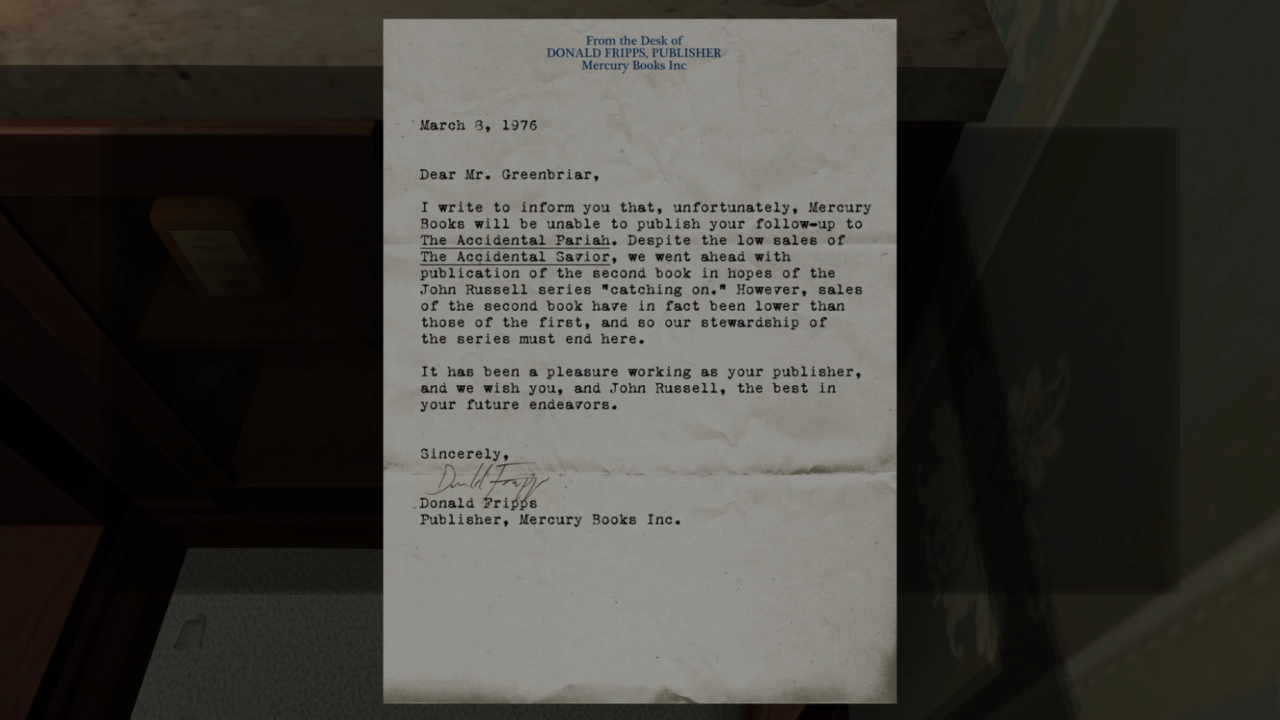 From the Desk of
DONALD FRIPPS, PUBLISHER
Mercury Books Inc
March 8, 1976
Dear Mr. Greenbriar,
I write to inform you that, unfortunately, Mercury
Books will be unable to publish your follow-up to
The Accidental Pariah. Despite the low sales of
The Accidental Savior, we went ahead with
publication of the second book in hopes of the
John Russell series "catching on." However, sales
of the second book have in fact been lower than
those of the first, and so our stewardship of
the series must end here.
It has been a pleasure working as your publisher,
and we wish you, and John Russell, the best in
your future endeavors.
Sincerely,
Donald Fripps
Donald Fripps
Publisher, Mercury Books Inc.